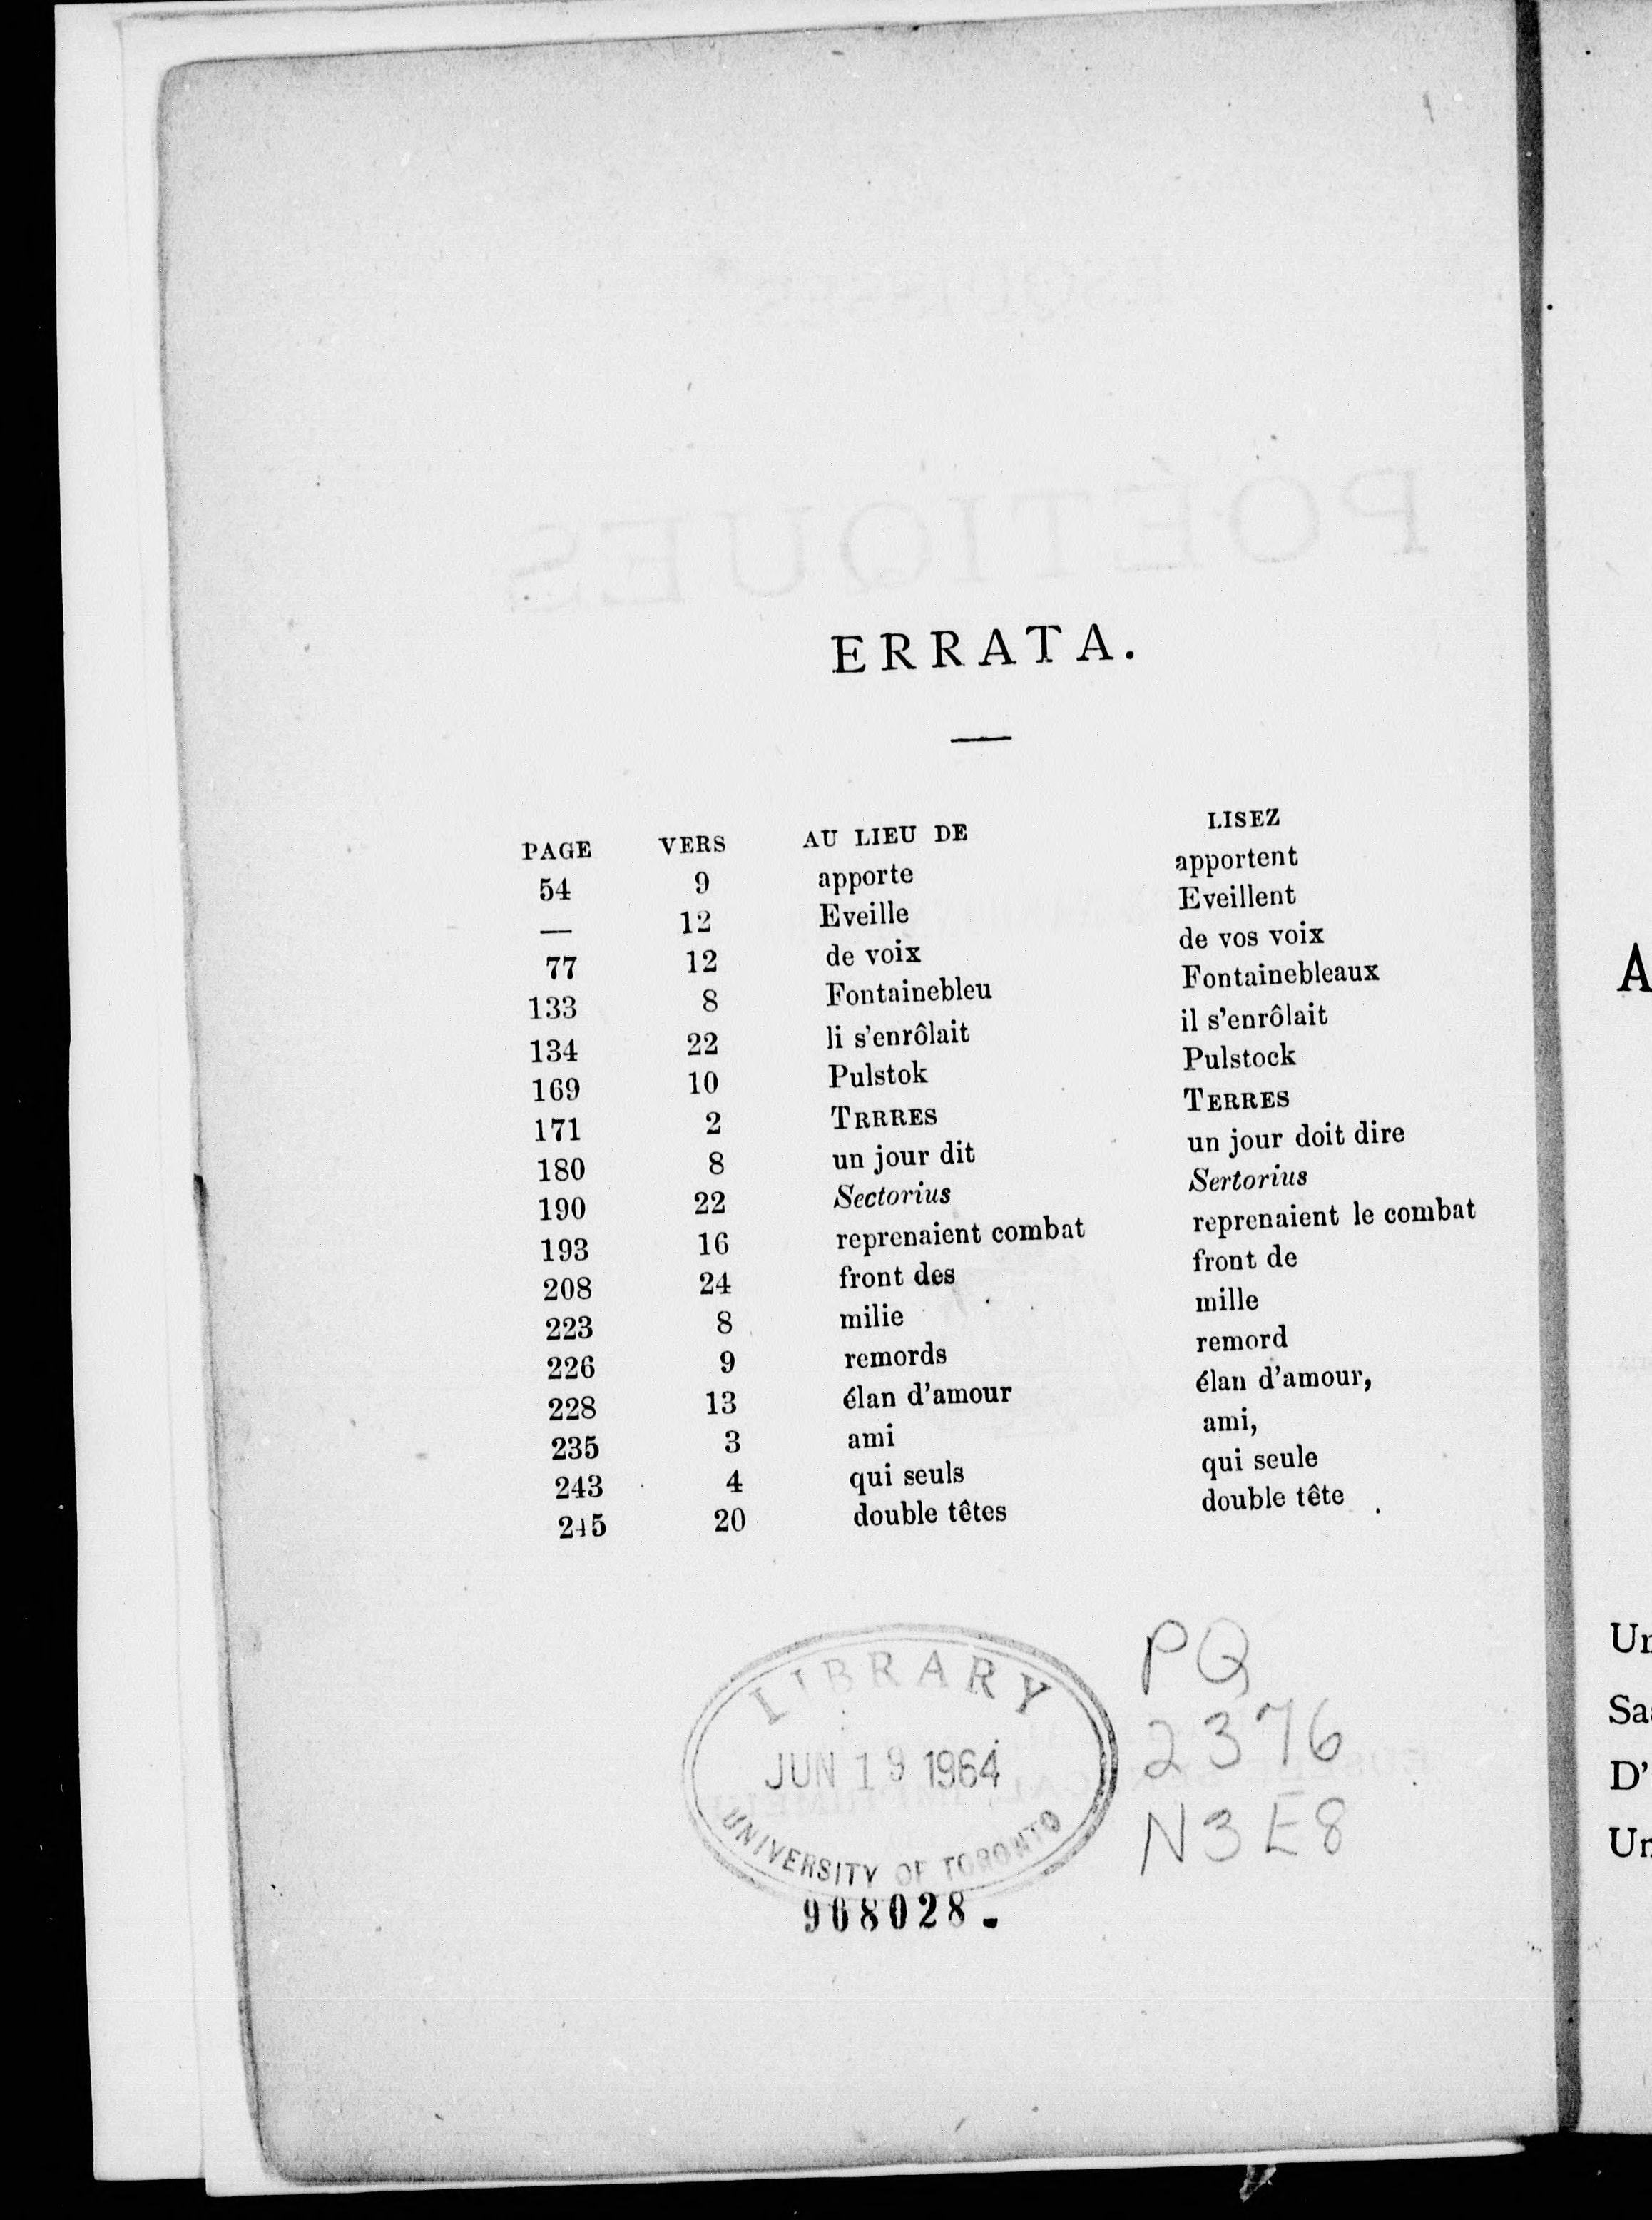 ERRATA.
PAGE VERS AU LIEU DE LISEZ
54 9 apporte apportent
— 12 Eveille Eveillent
77 12 de voix de vos voix
133 8 Fontainebleu Fontainebleaux
134 22 li s'enrôlait il s'enrôlait
169 10 Pulstok Pulstock
171 2 TRRRES TERRES
180 8 un jour dit un jour doit dire
190 22 Sectorius Sertorius
193 16 reprenaient combat reprenaient le combat
208 24 front des front de
223 8 milie mille
226 9 remords remord
228 13 élan d'amour élan d'amour,
235 3 ami ami,
243 4 qui seuls qui seule
245 20 double têtes double tête
LIBRARY
JUN 19 1964
UNIVERSITY OF TORONTO
968028.
PQ
2376
N3E8
A
Un
Sa
D'
Un